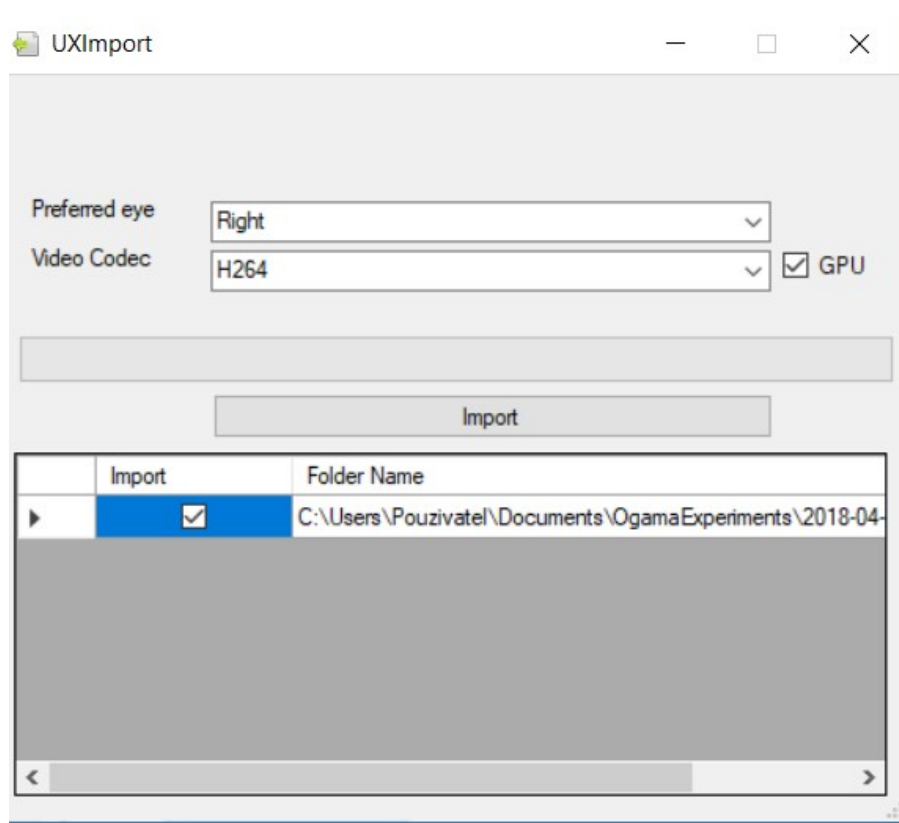 UXImport
Preferred eye
Right
Video Codec
H264
GPU
Import
Import Folder Name
C:\Users\Pouzivatel\Documents\OgamaExperiments\2018-04-